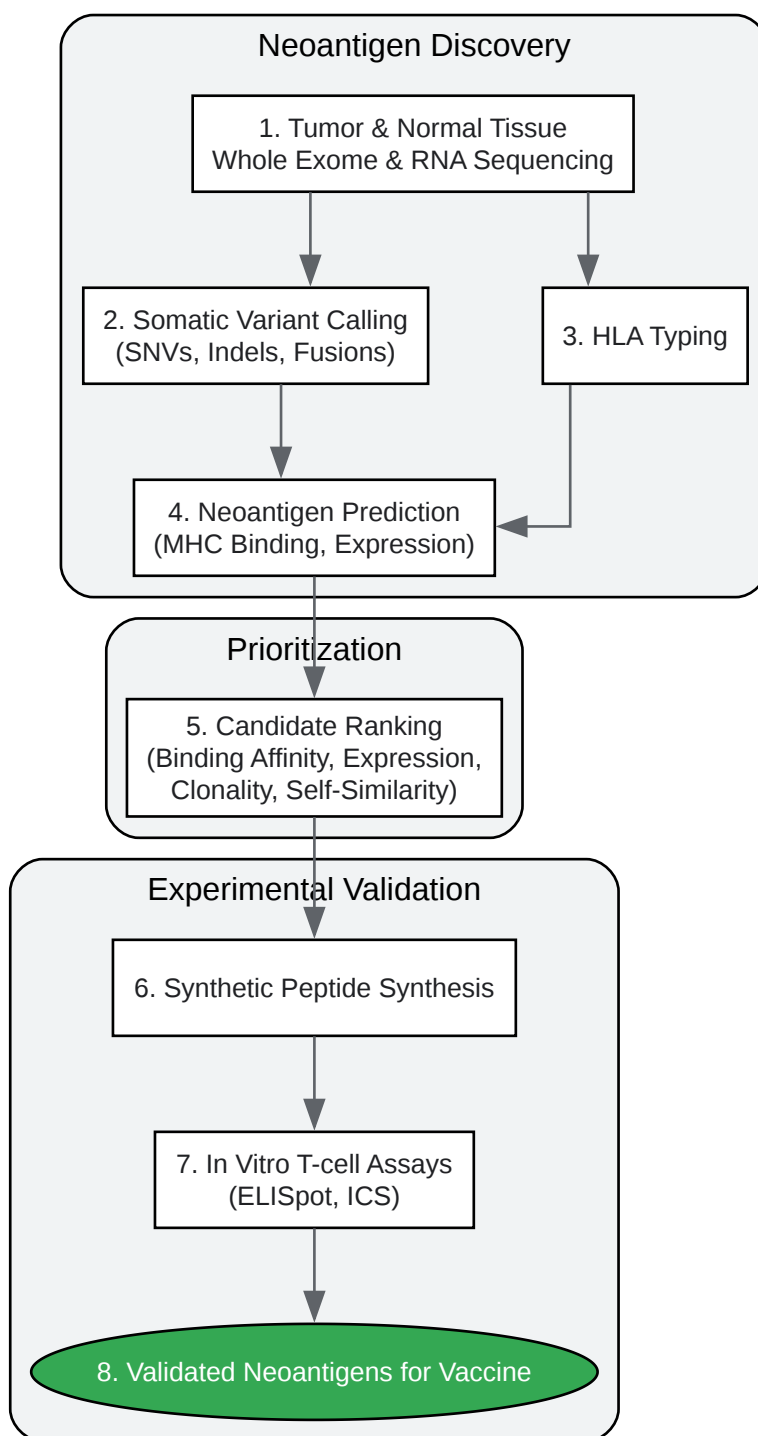 Neoantigen Discovery
1. Tumor & Normal Tissue
Whole Exome & RNA Sequencing
2. Somatic Variant Calling
(SNVs, Indels, Fusions)
3. HLA Typing
4. Neoantigen Prediction
(MHC Binding, Expression)
Prioritization
5. Candidate Ranking
(Binding Affinity, Expression,
Clonality, Self-Similarity)
Experimental Validation
6. Synthetic Peptide Synthesis
7. In Vitro T-cell Assays
(ELISpot, ICS)
8. Validated Neoantigens for Vaccine